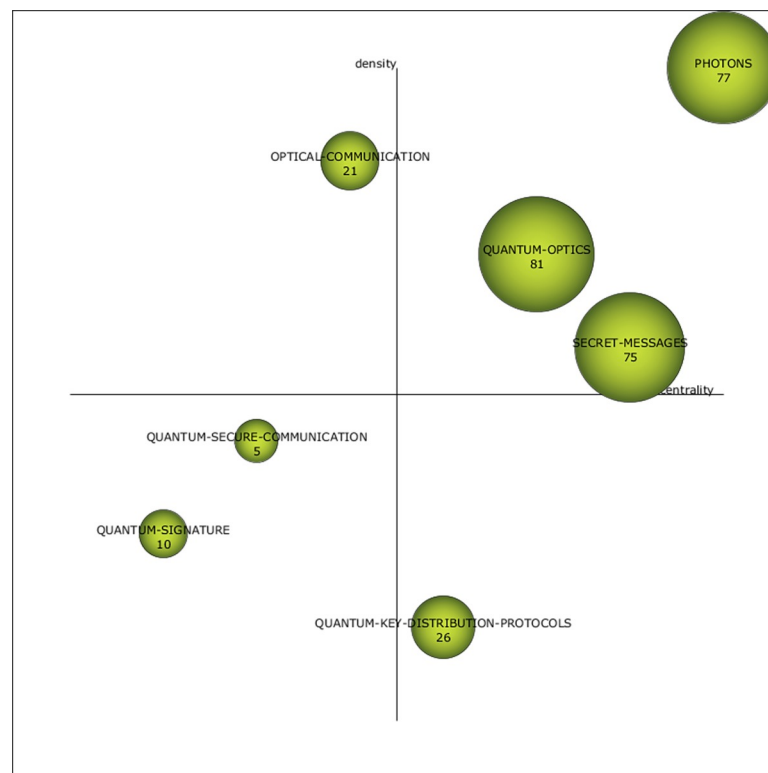 density
PHOTONS
77
OPTICAL-COMMUNICATION
21
QUANTUM-OPTICS
81
SECRET-MESSAGES
75
centrality
QUANTUM-SECURE-COMMUNICATION
5
QUANTUM-SIGNATURE
10
QUANTUM-KEY-DISTRIBUTION-PROTOCOLS
26